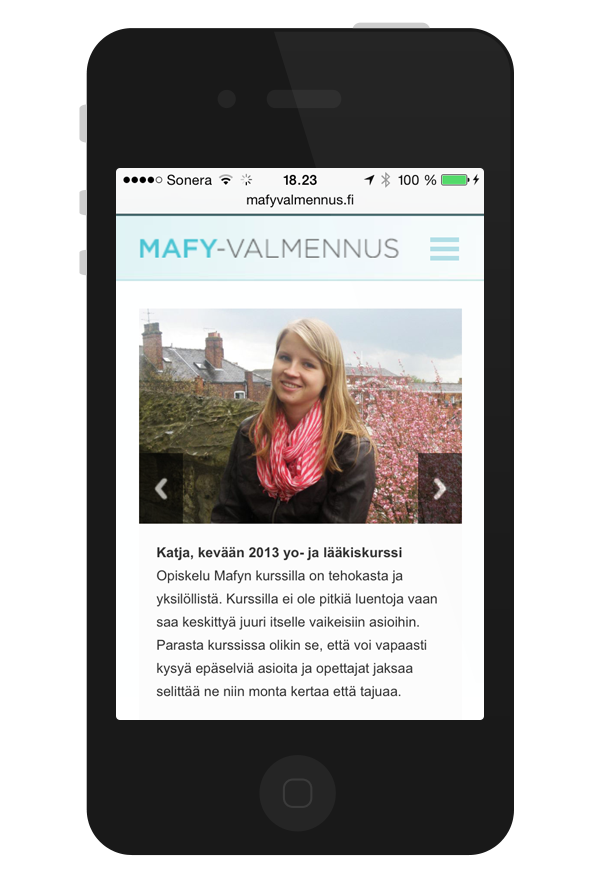 Sonera 18.23 100 %
mafyvalmennus.fi
MAFY-VALMENNUS
Katja, kevään 2013 yo- ja lääkiskurssi
Opiskelu Mafyn kurssilla on tehokasta ja
yksilöllistä. Kurssilla ei ole pitkiä luentoja vaan
saa keskittyä juuri itselle vaikeisiin asioihin.
Parasta kurssissa olikin se, että voi vapaasti
kysyä epäselviä asioita ja opettajat jaksaa
selittää ne niin monta kertaa että tajuaa.